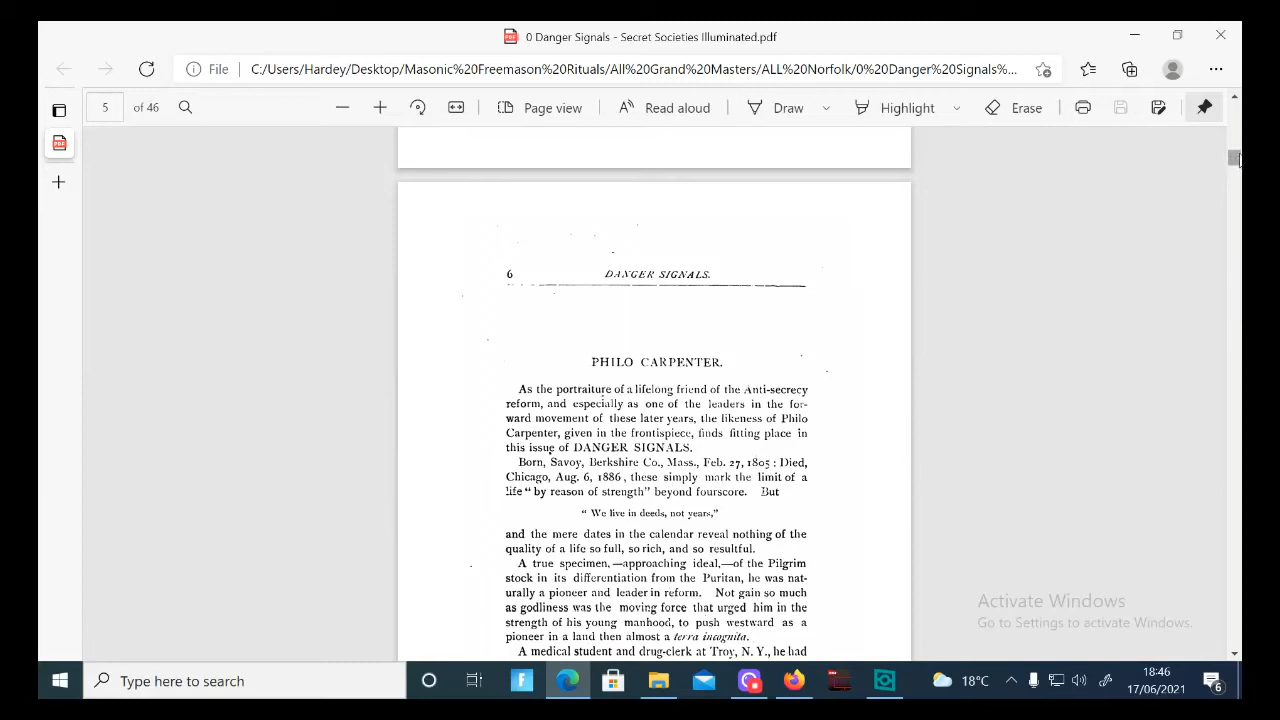 0 Danger Signals - Secret Societies Illuminated.pdf
File
C:/Users/Hardey/Desktop/Masonic%20Freemason%20Rituals/All%20Grand%20Masters/ALL%20Norfolk/0%20Danger%20Signals%...
5 of 46
Page view
Read aloud
Draw
Highlight
Erase
6 DANGER SIGNALS.
PHILO CARPENTER.
As the portraiture of a lifelong friend of the Anti-secrecy
reform, and especially as one of the leaders in the for-
ward movement of these later years, the likeness of Philo
Carpenter, given in the frontispiece, finds fitting place in
this issue of DANGER SIGNALS.
Born, Savoy, Berkshire Co., Mass., Feb. 27, 1805: Died,
Chicago, Aug. 6, 1886, these simply mark the limit of a
life “by reason of strength” beyond fourscore. But
“We live in deeds, not years,”
and the mere dates in the calendar reveal nothing of the
quality of a life so full, so rich, and so resultful.
A true specimen,—approaching ideal,—of the Pilgrim
stock in its differentiation from the Puritan, he was nat-
urally a pioneer and leader in reform. Not gain so much
as godliness was the moving force that urged him in the
strength of his young manhood, to push westward as a
pioneer in a land then almost a terra incognita.
A medical student and drug-clerk at Troy, N. Y., he had
Activate Windows
Go to Settings to activate Windows.
Type here to search
18°C
18:46
17/06/2021
6